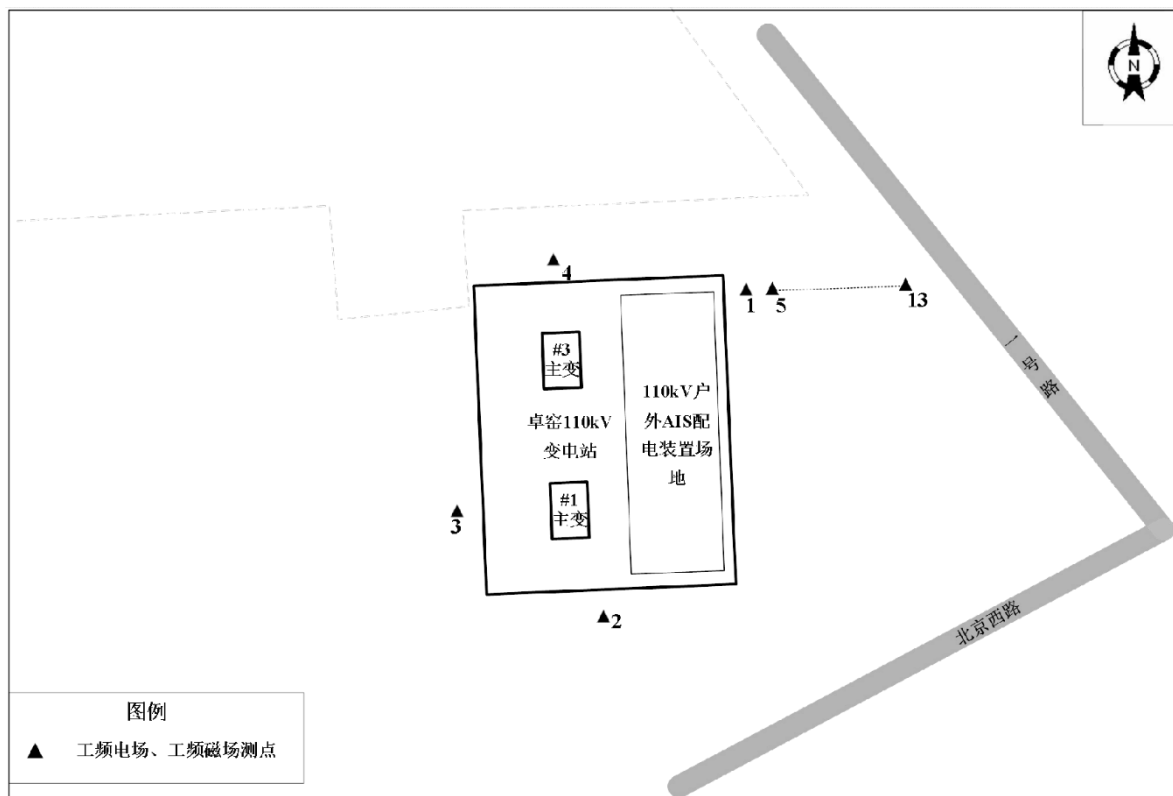 N
4
1
5
13
一号路
#3
主变
110kV户
外AIS配
电装置场
地
卓窑110kV
变电站
#1
主变
3
2
北京西路
图例
▲ 工频电场、工频磁场测点